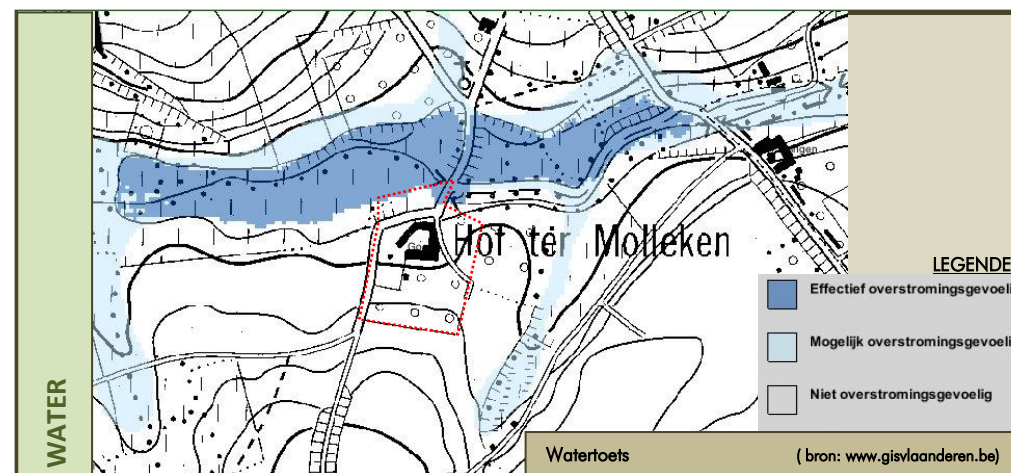 WATER
Hof ter Molleken
LEGENDE
Effectief overstromingsgevoeli
Mogelijk overstromingsgevoeli
Niet overstromingsgevoelig
Watertoets ( bron: www.gisvlaanderen.be)